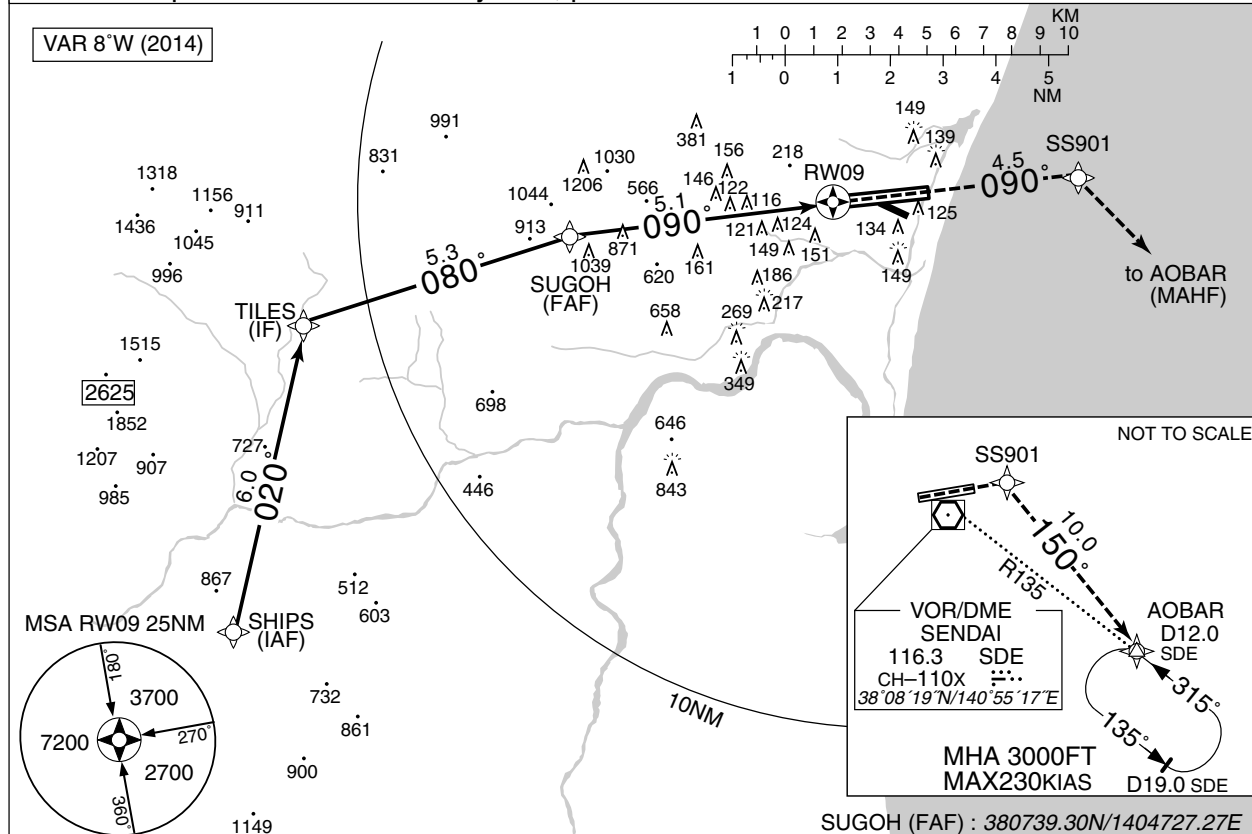 VAR 8°W (2014)
KM
1 0 1 2 3 4 5 6 7 8 9 10
1 0 1 2 3 4 5
NM
991
831
381
149
139
1318
1156
911
1436
1045
996
1030
1206
1044
566
913
156
146
122
116
218
RW09
SS901
4.5
090°
5.1
090°
871
1039
121
124
149
151
134
125
149
161
620
186
217
658
269
349
5.3
080°
SUGOH
(FAF)
TILES
(IF)
to AOBAR
(MAHF)
1515
2625
1852
1207
907
985
727
698
446
646
843
6.0
020°
867
512
603
SHIPS
(IAF)
732
861
900
1149
10NM
MSA RW09 25NM
180°
3700
7200
270°
2700
360°
NOT TO SCALE
SS901
10.0
150°
R135
VOR/DME
SENDAI
116.3 SDE
CH–110X
38°08´19˝N/140°55´17˝E
AOBAR
D12.0
SDE
315°
135°
D19.0 SDE
MHA 3000FT
MAX230KIAS
SUGOH (FAF) : 380739.30N/1404727.27E